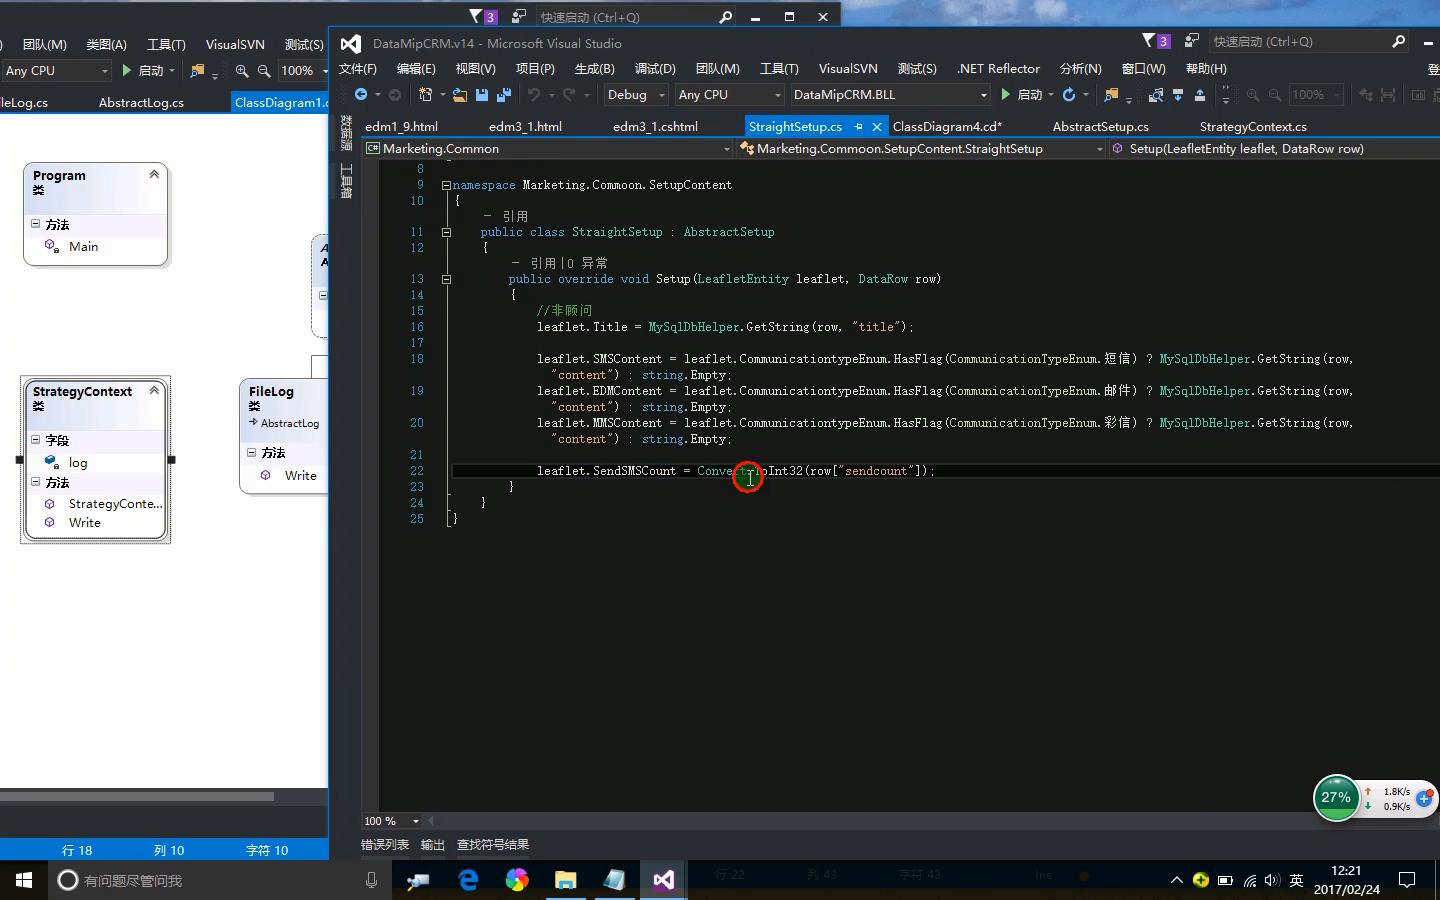 3
快速启动 (Ctrl+Q)
团队(M)
类图(A)
工具(T)
VisualSVN
测试(S)
Any CPU
启动
100%
leLog.cs
AbstractLog.cs
ClassDiagram1.c
Program
类
方法
Main
StrategyContext
类
字段
log
方法
StrategyConte...
Write
FileLog
类
AbstractLog
方法
Write
行 18
列 10
字符 10
DataMipCRM.v14 - Microsoft Visual Studio
3
快速启动 (Ctrl+Q)
文件(F)
编辑(E)
视图(V)
项目(P)
生成(B)
调试(D)
团队(M)
工具(T)
VisualSVN
测试(S)
.NET Reflector
分析(N)
窗口(W)
帮助(H)
登
Debug
Any CPU
DataMipCRM.BLL
启动
100%
数据源
工具箱
edm1_9.html
edm3_1.html
edm3_1.cshtml
StraightSetup.cs
ClassDiagram4.cd*
AbstractSetup.cs
StrategyContext.cs
Marketing.Common
Marketing.Commoon.SetupContent.StraightSetup
Setup(LeafletEntity leaflet, DataRow row)
8
9 namespace Marketing.Commoon.SetupContent
10 {
一 引用
11 public class StraightSetup : AbstractSetup
12 {
一 引用|0 异常
13 public override void Setup(LeafletEntity leaflet, DataRow row)
14 {
15 //非顾问
16 leaflet.Title = MySqlDbHelper.GetString(row, "title");
17
18 leaflet.SMSContent = leaflet.CommunicationtypeEnum.HasFlag(CommunicationTypeEnum.短信) ? MySqlDbHelper.GetString(row,
"content") : string.Empty;
19 leaflet.EDMContent = leaflet.CommunicationtypeEnum.HasFlag(CommunicationTypeEnum.邮件) ? MySqlDbHelper.GetString(row,
"content") : string.Empty;
20 leaflet.MMSContent = leaflet.CommunicationtypeEnum.HasFlag(CommunicationTypeEnum.彩信) ? MySqlDbHelper.GetString(row,
"content") : string.Empty;
21
22 leaflet.SendSMSCount = Convert.ToInt32(row["sendcount"]);
23 }
24 }
25 }
100 %
错误列表
输出
查找符号结果
27%
1.8K/s
0.9K/s
有问题尽管问我
行 22
列 43
字符 43
Ins
英
12:21
2017/02/24